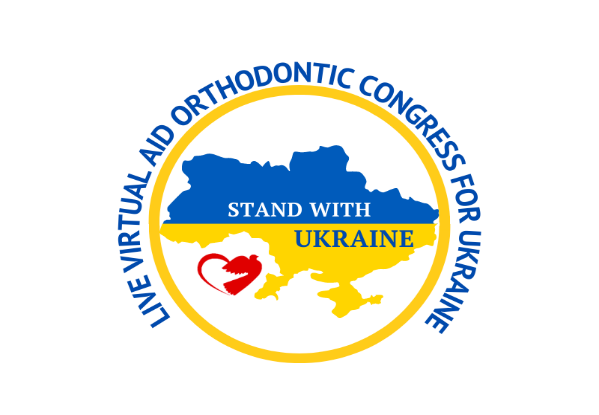 LIVE VIRTUAL AID ORTHODONTIC CONGRESS FOR UKRAINE
STAND WITH
UKRAINE